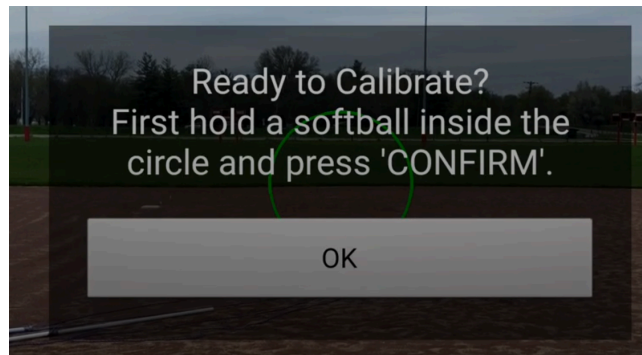 Ready to Calibrate?
First hold a softball inside the
circle and press 'CONFIRM'.
OK